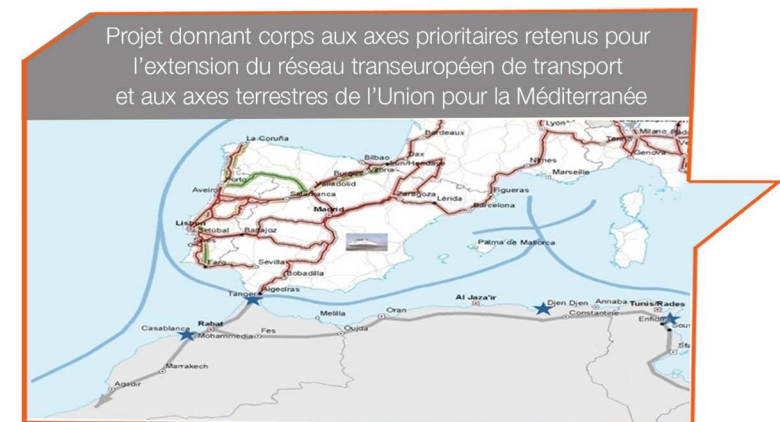 Projet donnant corps aux axes prioritaires retenus pour
l'extension du réseau transeuropéen de transport
et aux axes terrestres de l'Union pour la Méditerranée
Lyon
Milano
Genova
La Coruña
Bordeaux
Bilbao
Dax
Nîmes
Marseille
Porto
Valladolid
Aveiro
Salamanca
Zaragoza
Lérida
Figueras
Barcelona
Madrid
Lisbon
Setúbal
Badajoz
Palma de Mallorca
Faro
Sevilla
Bobadilla
Algeciras
Tanger
Al Jaza'ir
Djen Djen
Annaba
Tunis/Rades
Constantine
Melilla
Oran
Casablanca
Rabat
Mohammedia
Fes
Oujda
Marrakech
Agadir